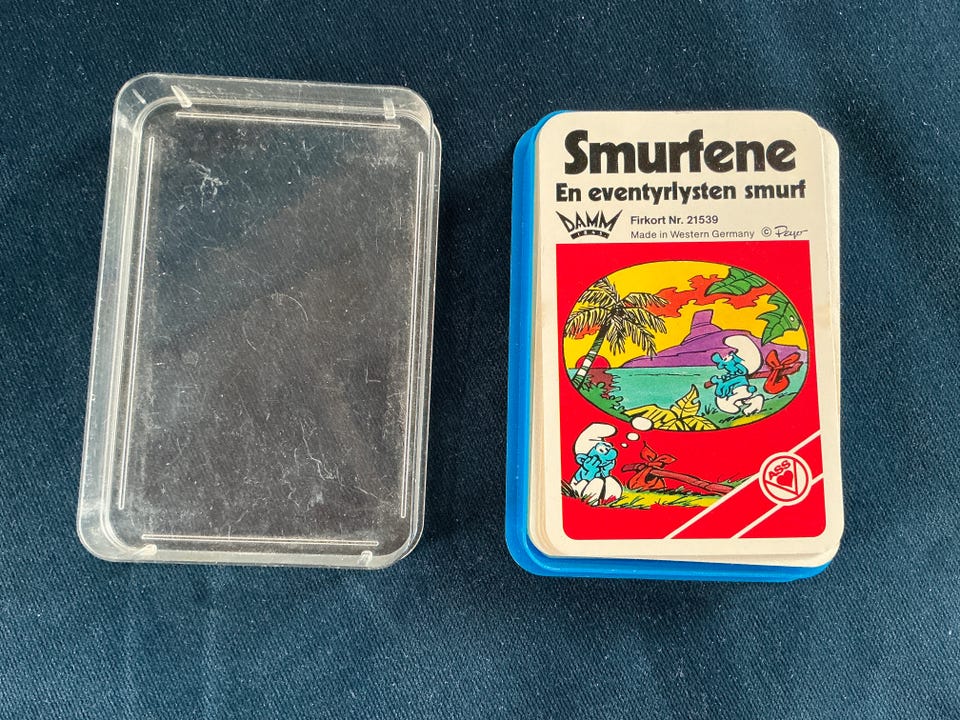 Smurfene
En eventyrlysten smurf
DAMM
Firkort Nr. 21539
Made in Western Germany © Peyo
ASS